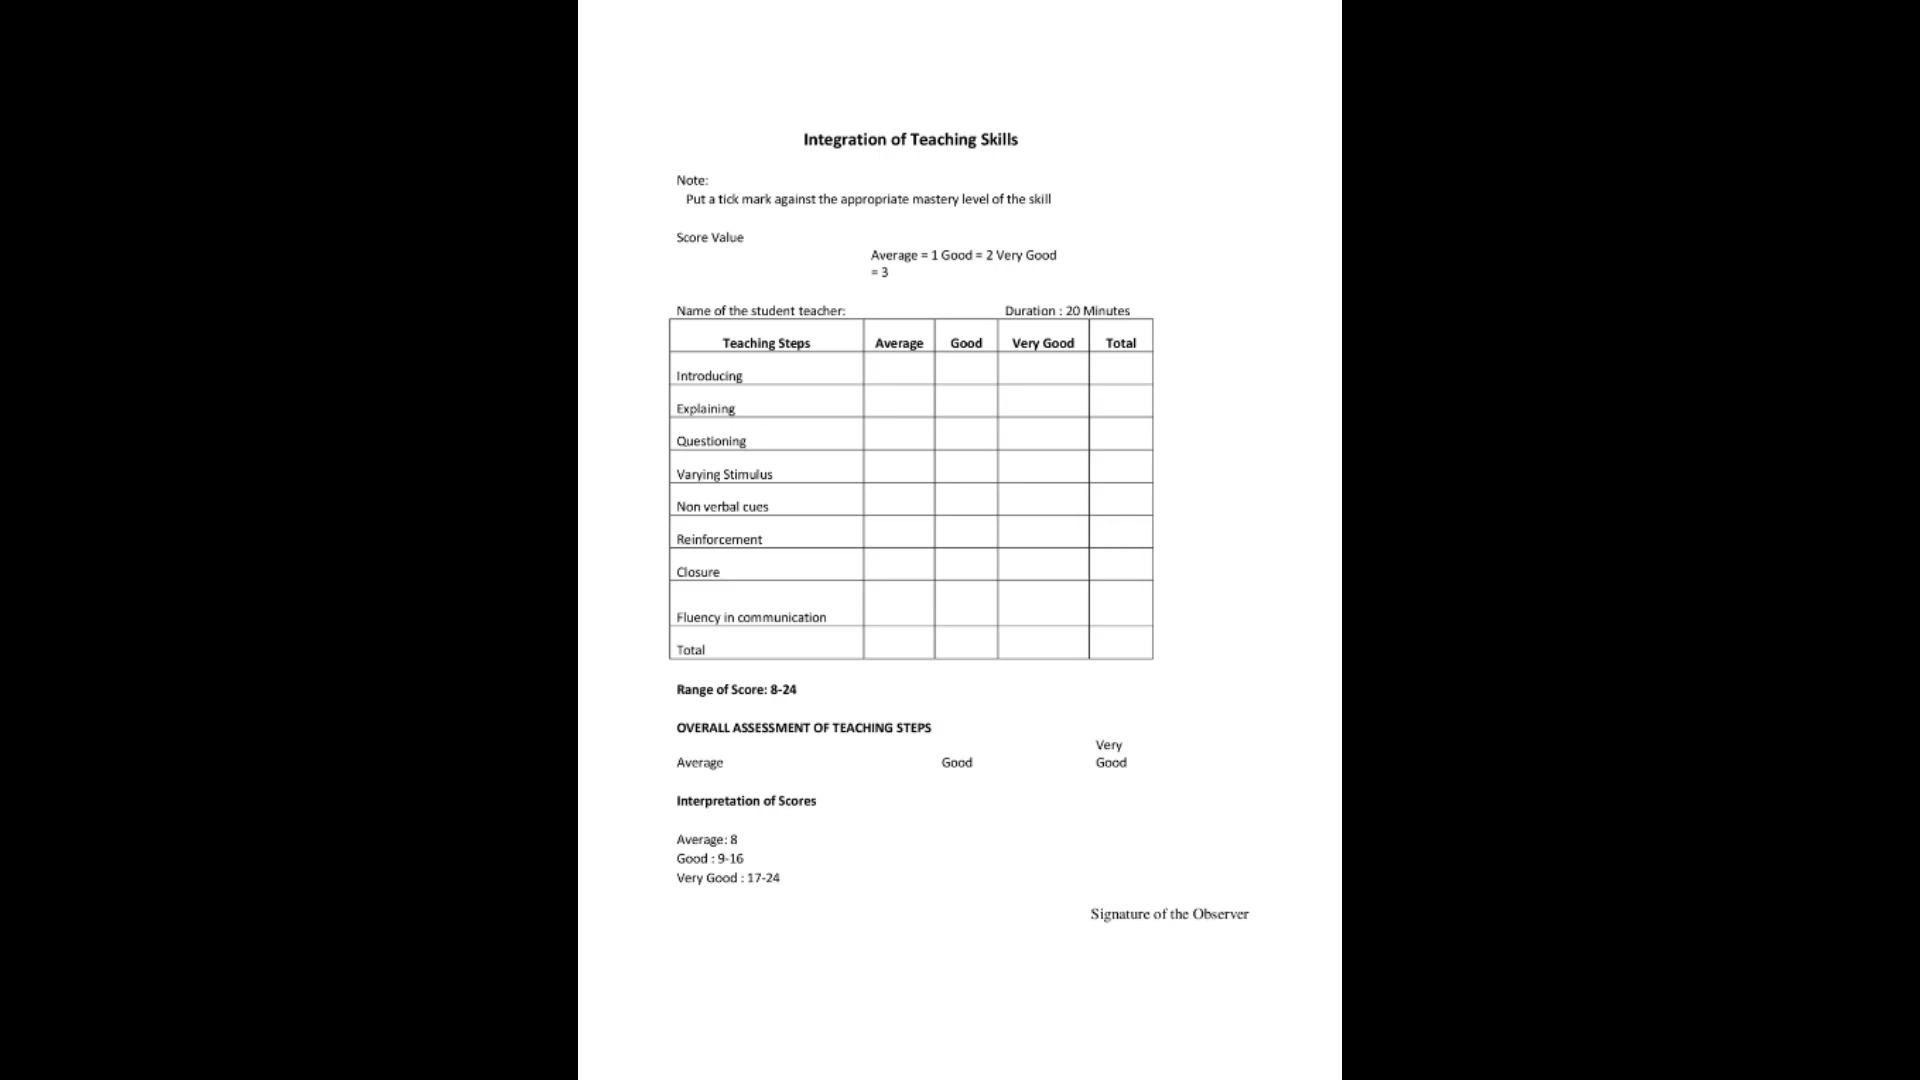 Integration of Teaching Skills
Note:
Put a tick mark against the appropriate mastery level of the skill
Score Value
Average = 1 Good = 2 Very Good
= 3
Name of the student teacher: Duration : 20 Minutes
Teaching Steps Average Good Very Good Total
Introducing
Explaining
Questioning
Varying Stimulus
Non verbal cues
Reinforcement
Closure
Fluency in communication
Total
Range of Score: 8-24
OVERALL ASSESSMENT OF TEACHING STEPS
Very
Average Good Good
Interpretation of Scores
Average: 8
Good : 9-16
Very Good : 17-24
Signature of the Observer